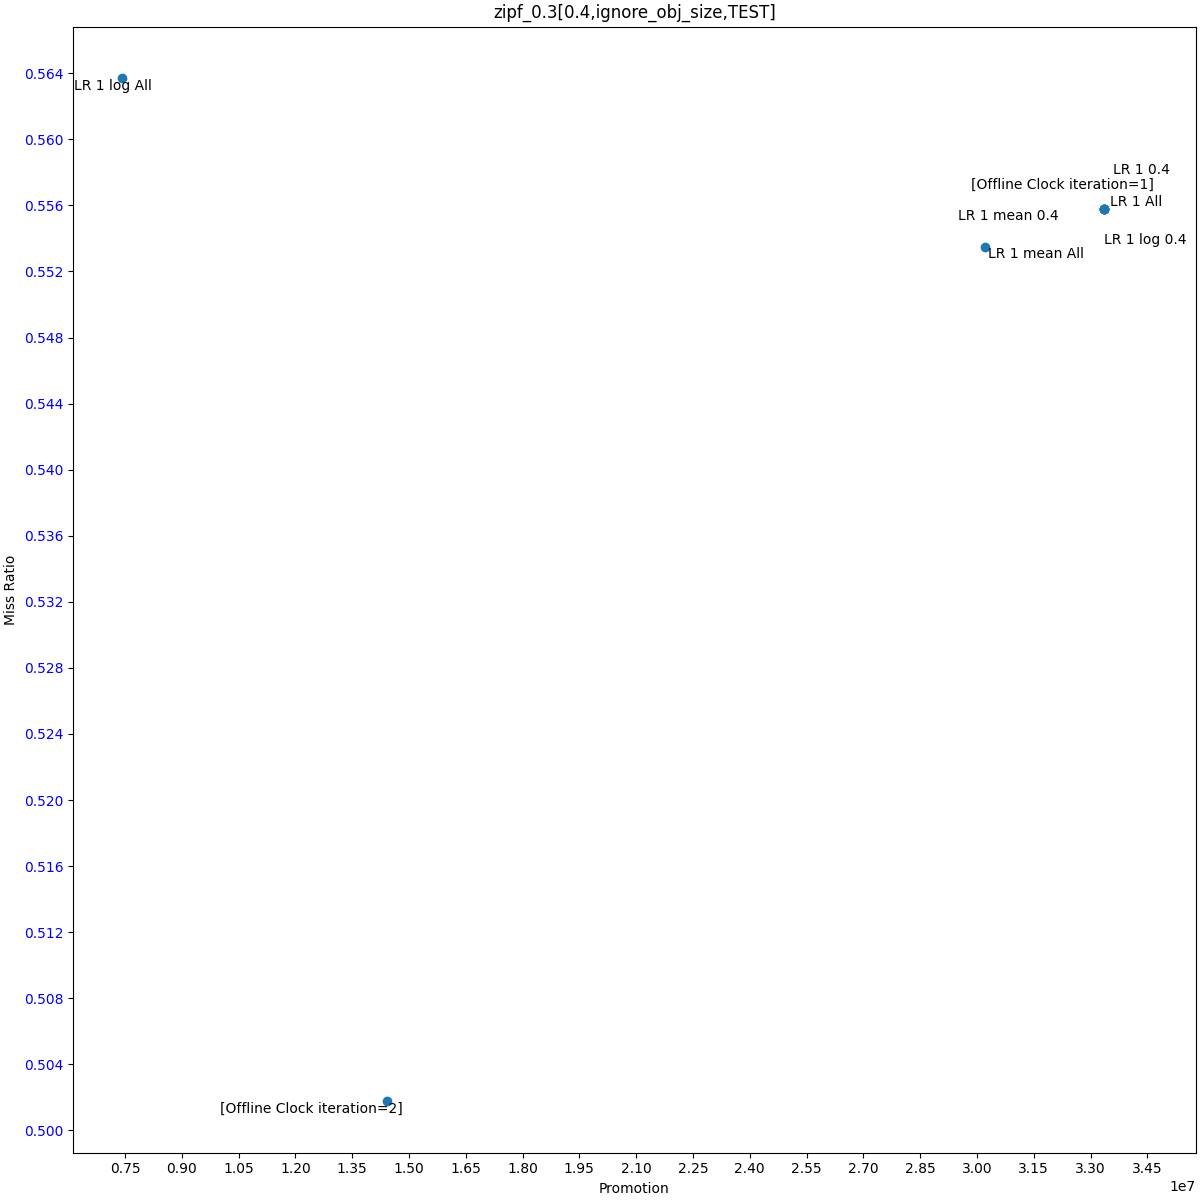 zipf_0.3[0.4,ignore_obj_size,TEST]
0.564
LR 1 log All
0.560
LR 1 0.4
[Offline Clock iteration=1]
0.556
LR 1 All
LR 1 mean 0.4
LR 1 log 0.4
LR 1 mean All
0.552
0.548
0.544
0.540
0.536
Miss Ratio
0.532
0.528
0.524
0.520
0.516
0.512
0.508
0.504
[Offline Clock iteration=2]
0.500
0.75 0.90 1.05 1.20 1.35 1.50 1.65 1.80 1.95 2.10 2.25 2.40 2.55 2.70 2.85 3.00 3.15 3.30 3.45
Promotion
1e7